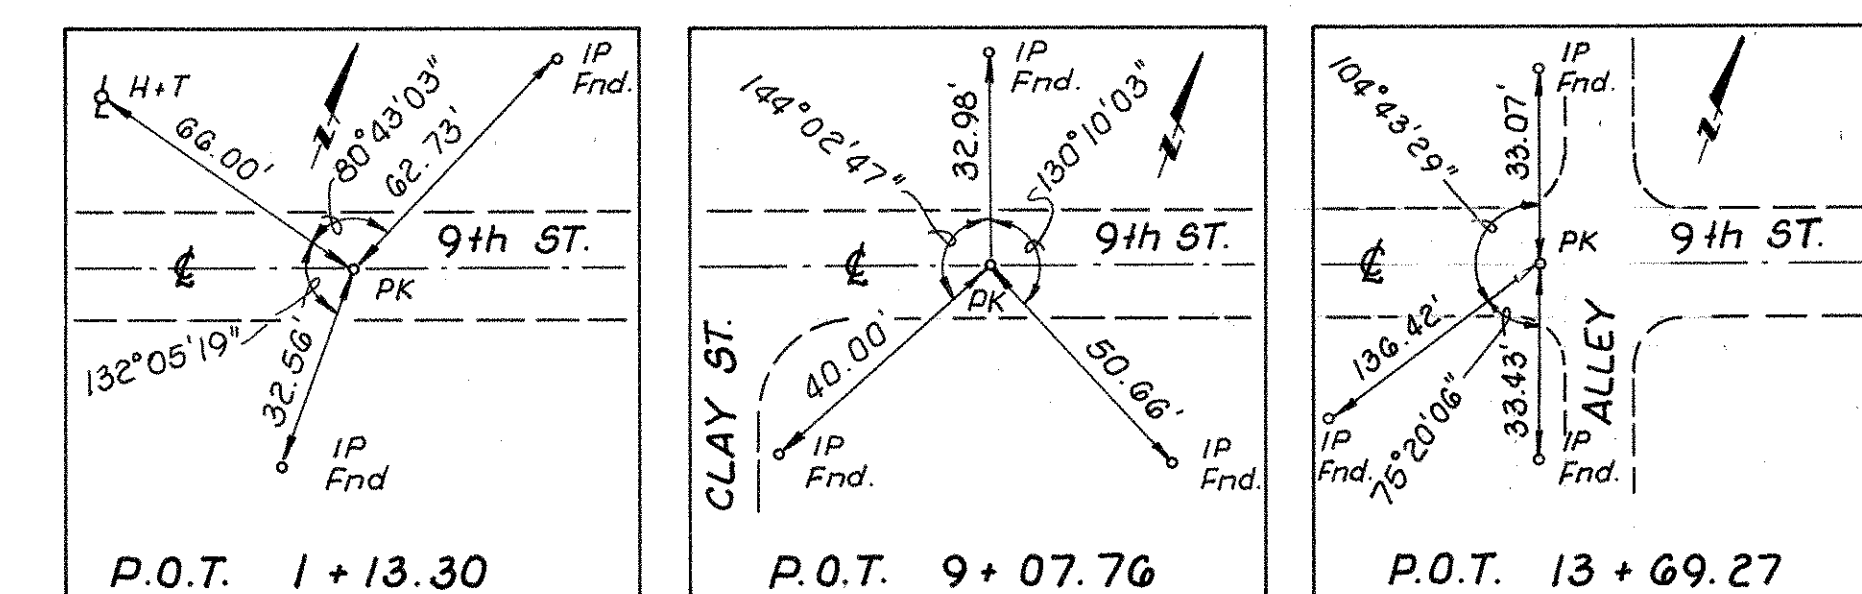 H+T
66.00'
N
80°43'03"
62.73'
IP
Fnd.
9th ST.
℄
PK
132°05'19"
32.56'
IP
Fnd
P.O.T. 1 + 13.30
144°02'47"
32.98'
IP
Fnd.
130°10'03"
N
9th ST.
℄
PK
CLAY ST.
40.00'
50.66'
IP
Fnd.
IP
Fnd.
P.O.T. 9 + 07.76
104°43'29"
33.07'
IP
Fnd.
N
PK
9th ST.
℄
136.42'
33.43'
ALLEY
75°20'06"
IP
Fnd.
IP
Fnd.
P.O.T. 13 + 69.27